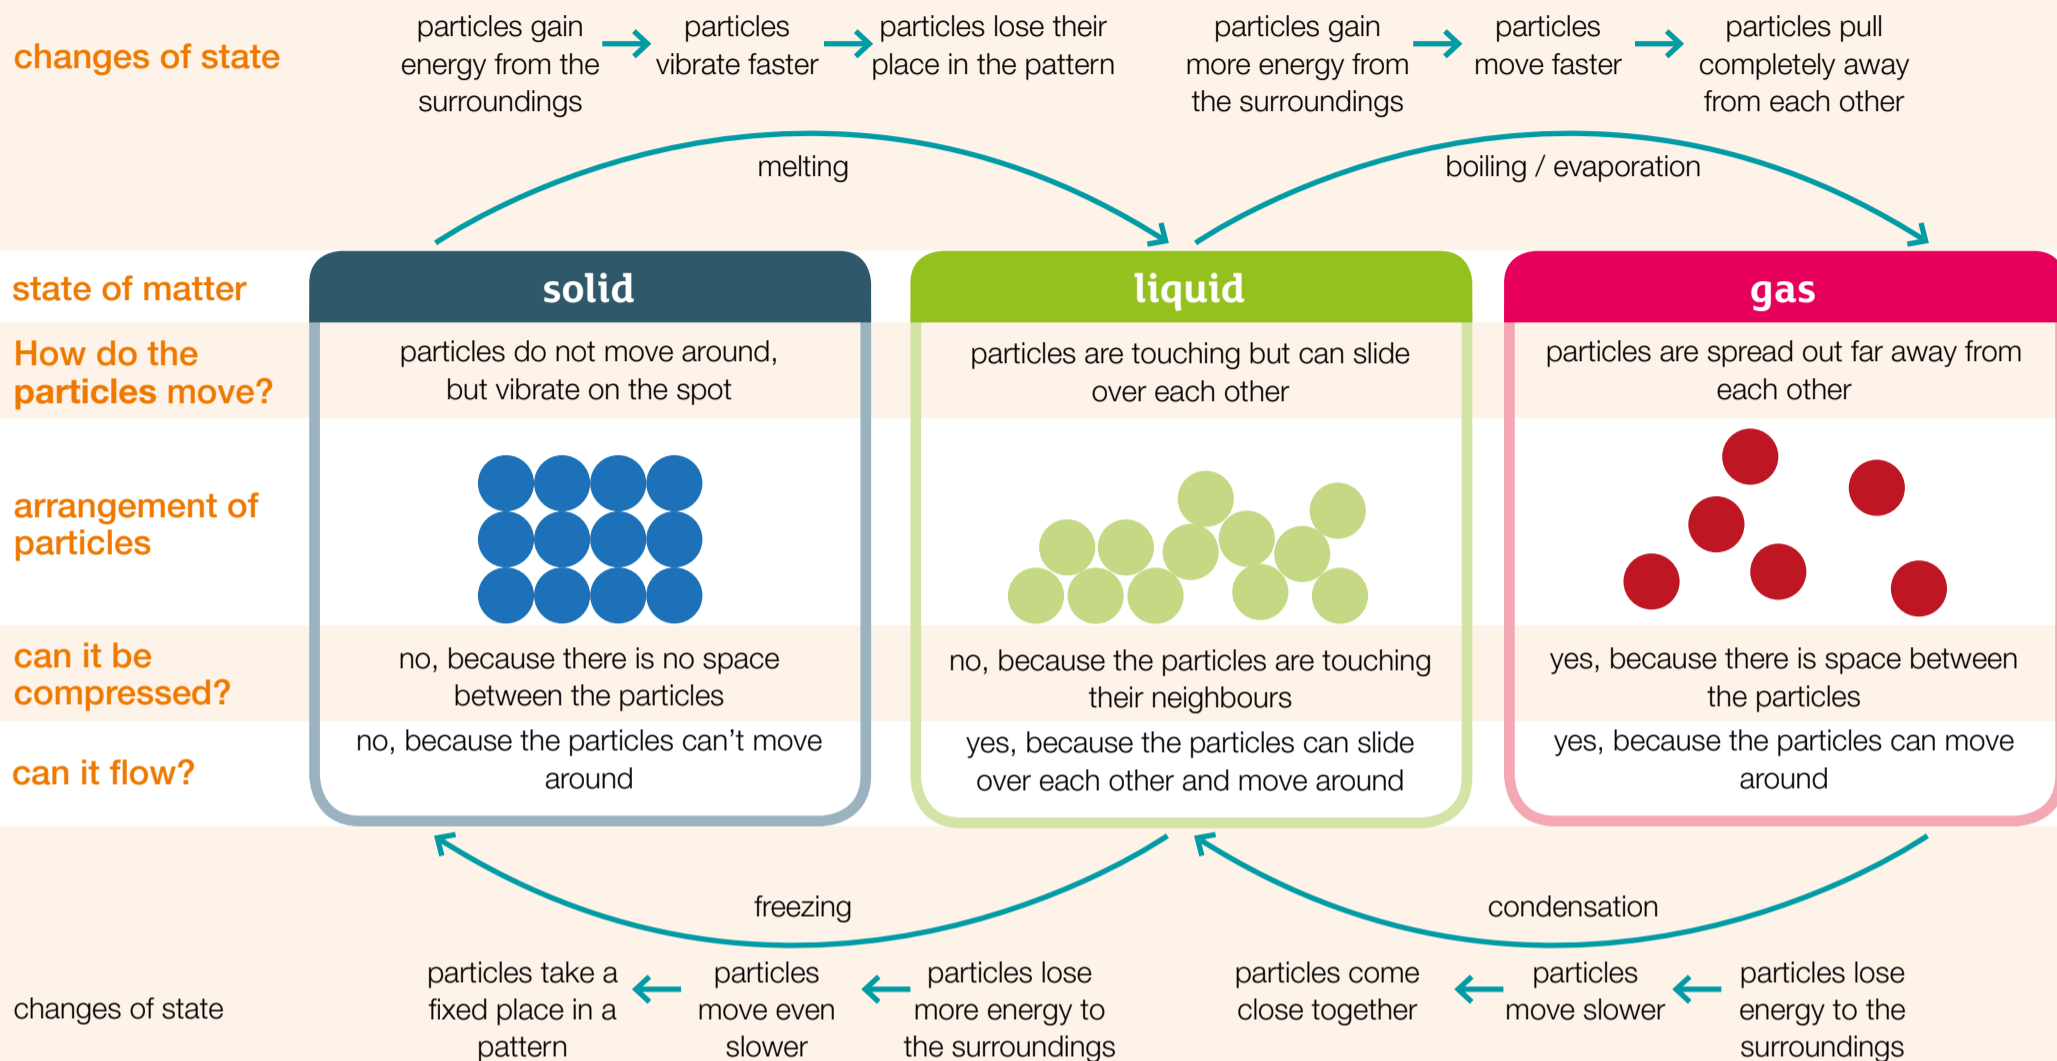 changes of state
particles gain
energy from the
surroundings
particles
vibrate faster
particles lose their
place in the pattern
particles gain
more energy from
the surroundings
particles
move faster
particles pull
completely away
from each other
melting
boiling / evaporation
state of matter
solid
liquid
gas
How do the
particles move?
particles do not move around,
but vibrate on the spot
particles are touching but can slide
over each other
particles are spread out far away from
each other
arrangement of
particles
can it be
compressed?
no, because there is no space
between the particles
no, because the particles are touching
their neighbours
yes, because there is space between
the particles
can it flow?
no, because the particles can’t move
around
yes, because the particles can slide
over each other and move around
yes, because the particles can move
around
freezing
condensation
changes of state
particles take a
fixed place in a
pattern
particles
move even
slower
particles lose
more energy to
the surroundings
particles come
close together
particles
move slower
particles lose
energy to the
surroundings